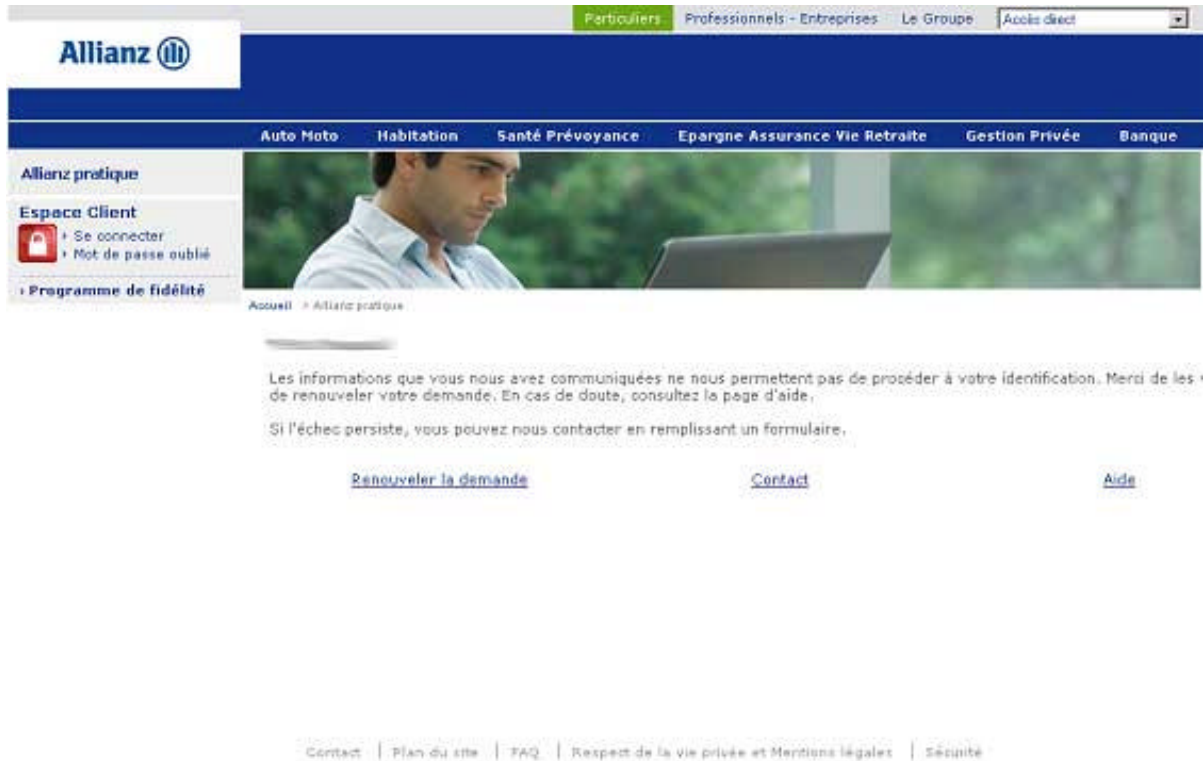 Particuliers Professionnels - Entreprises Le Groupe Accès direct
Allianz
Auto Moto Habitation Santé Prévoyance Epargne Assurance Vie Retraite Gestion Privée Banque
Allianz pratique
Espace Client
Se connecter
Mot de passe oublié
Programme de fidélité
Accueil > Allianz pratique
Les informations que vous nous avez communiquées ne nous permettent pas de procéder à votre identification. Merci de les
de renouveler votre demande. En cas de doute, consultez la page d'aide.
Si l'échec persiste, vous pouvez nous contacter en remplissant un formulaire.
Renouveler la demande Contact Aide
Contact | Plan du site | FAQ | Respect de la vie privée et Mentions légales | Sécurité